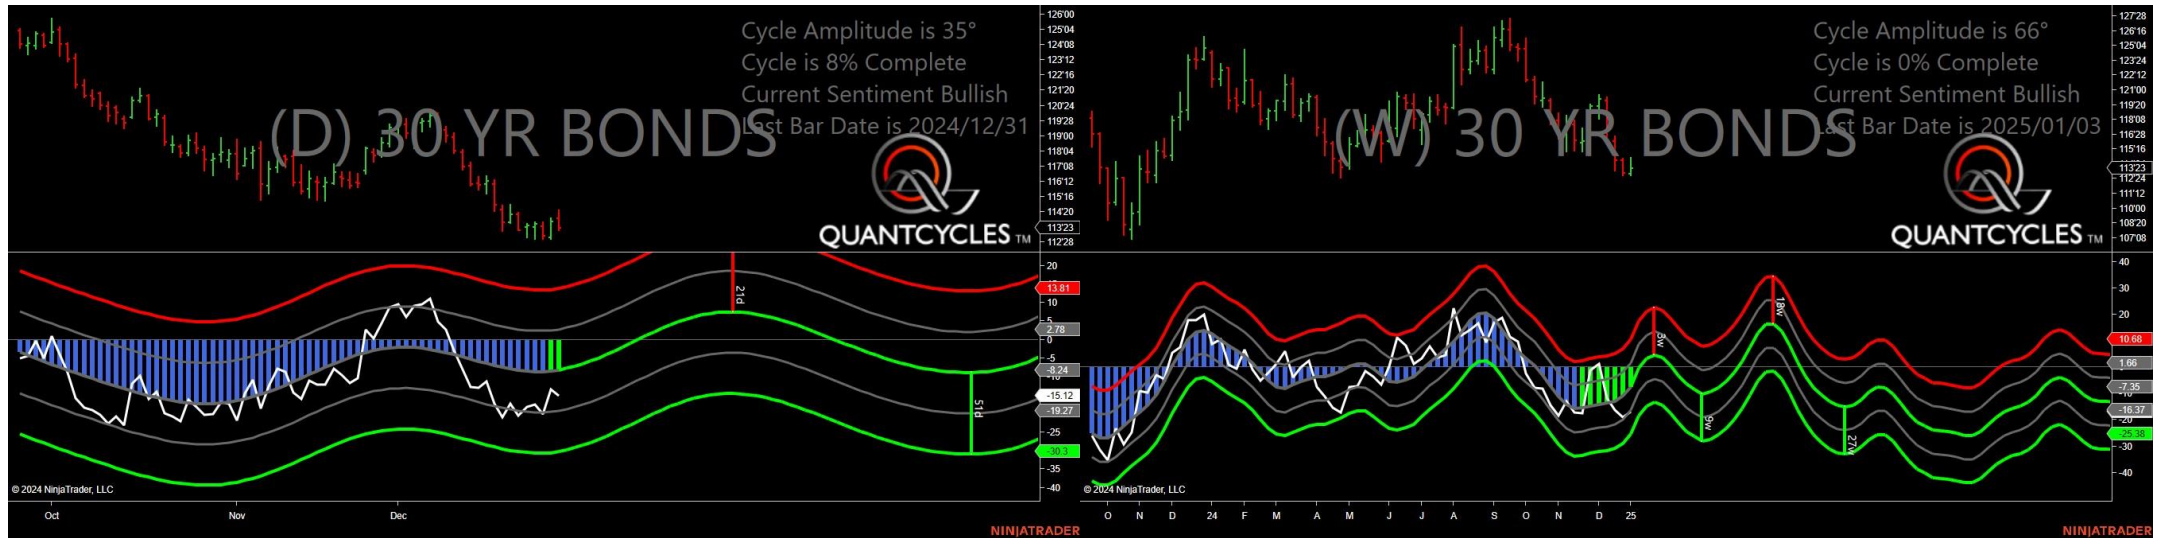 Cycle Amplitude is 35°
Cycle is 8% Complete
Current Sentiment Bullish
Last Bar Date is 2024/12/31
(D) 30 YR BONDS
QUANTCYCLES TM
126'00
125'04
124'08
123'12
122'16
121'20
120'24
119'28
119'00
118'04
117'08
116'12
115'16
114'20
113'23
112'28
21d
51d
20
13.81
10
5
2.78
0
-5
-8.24
-15.12
-19.27
-25
-30.3
-35
-40
© 2024 NinjaTrader, LLC
Oct
Nov
Dec
NINJATRADER
Cycle Amplitude is 66°
Cycle is 0% Complete
Current Sentiment Bullish
Last Bar Date is 2025/01/03
(W) 30 YR BONDS
QUANTCYCLES TM
127'28
126'16
125'04
123'24
122'12
121'00
119'20
118'08
116'28
115'16
113'23
112'24
111'12
110'00
108'20
107'08
18w
9w
27w
40
30
20
10.68
1.66
-7.35
-16.37
-20
-25.38
-30
-40
© 2024 NinjaTrader, LLC
O N D 24 F M A M J J A S O N D 25
NINJATRADER